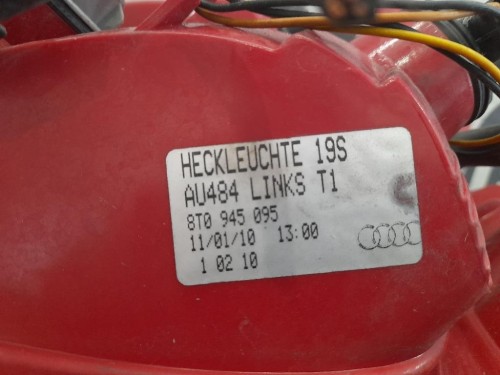 HECKLEUCHTE 19S
AU484 LINKS T1
8T0 945 095
11/01/10 13:00
1 02 10